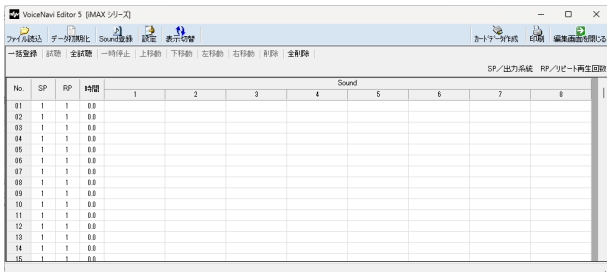 VoiceNavi Editor 5 [iMAX シリーズ]
ファイル読込 データ初期化 Sound登録 設定 表示切替 カードデータ作成 印刷 編集画面を閉じる
一括登録 試聴 全試聴 一時停止 上移動 下移動 左移動 右移動 削除 全削除
SP/出力系統 RP/リピート再生回数
No. SP RP 時間 Sound
1 2 3 4 5 6 7 8
01 1 1 0.0
02 1 1 0.0
03 1 1 0.0
04 1 1 0.0
05 1 1 0.0
06 1 1 0.0
07 1 1 0.0
08 1 1 0.0
09 1 1 0.0
10 1 1 0.0
11 1 1 0.0
12 1 1 0.0
13 1 1 0.0
14 1 1 0.0
15 1 1 0.0